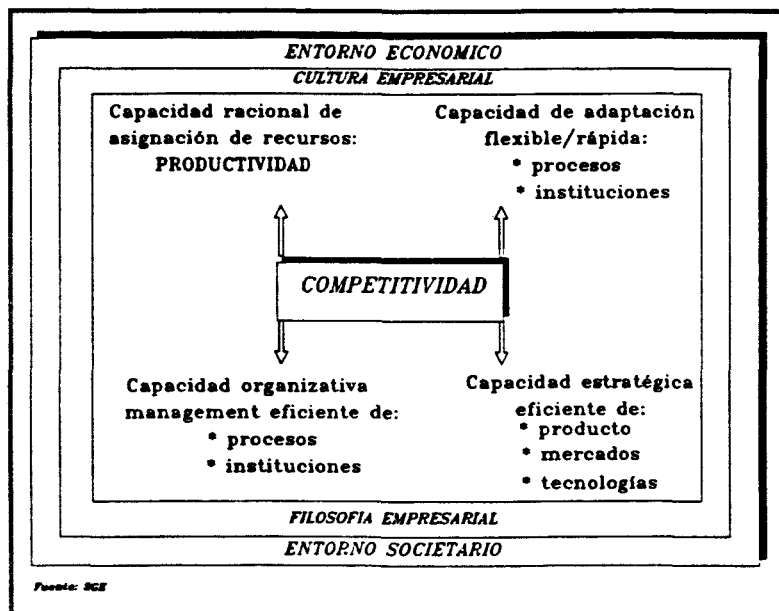 ENTORNO ECONOMICO
CULTURA EMPRESARIAL
Capacidad racional de
asignación de recursos:
PRODUCTIVIDAD
Capacidad de adaptación
flexible/rápida:
* procesos
* instituciones
COMPETITIVIDAD
Capacidad organizativa
management eficiente de:
* procesos
* instituciones
Capacidad estratégica
eficiente de:
* producto
* mercados
* tecnologías
FILOSOFIA EMPRESARIAL
ENTORNO SOCIETARIO
Fuente: